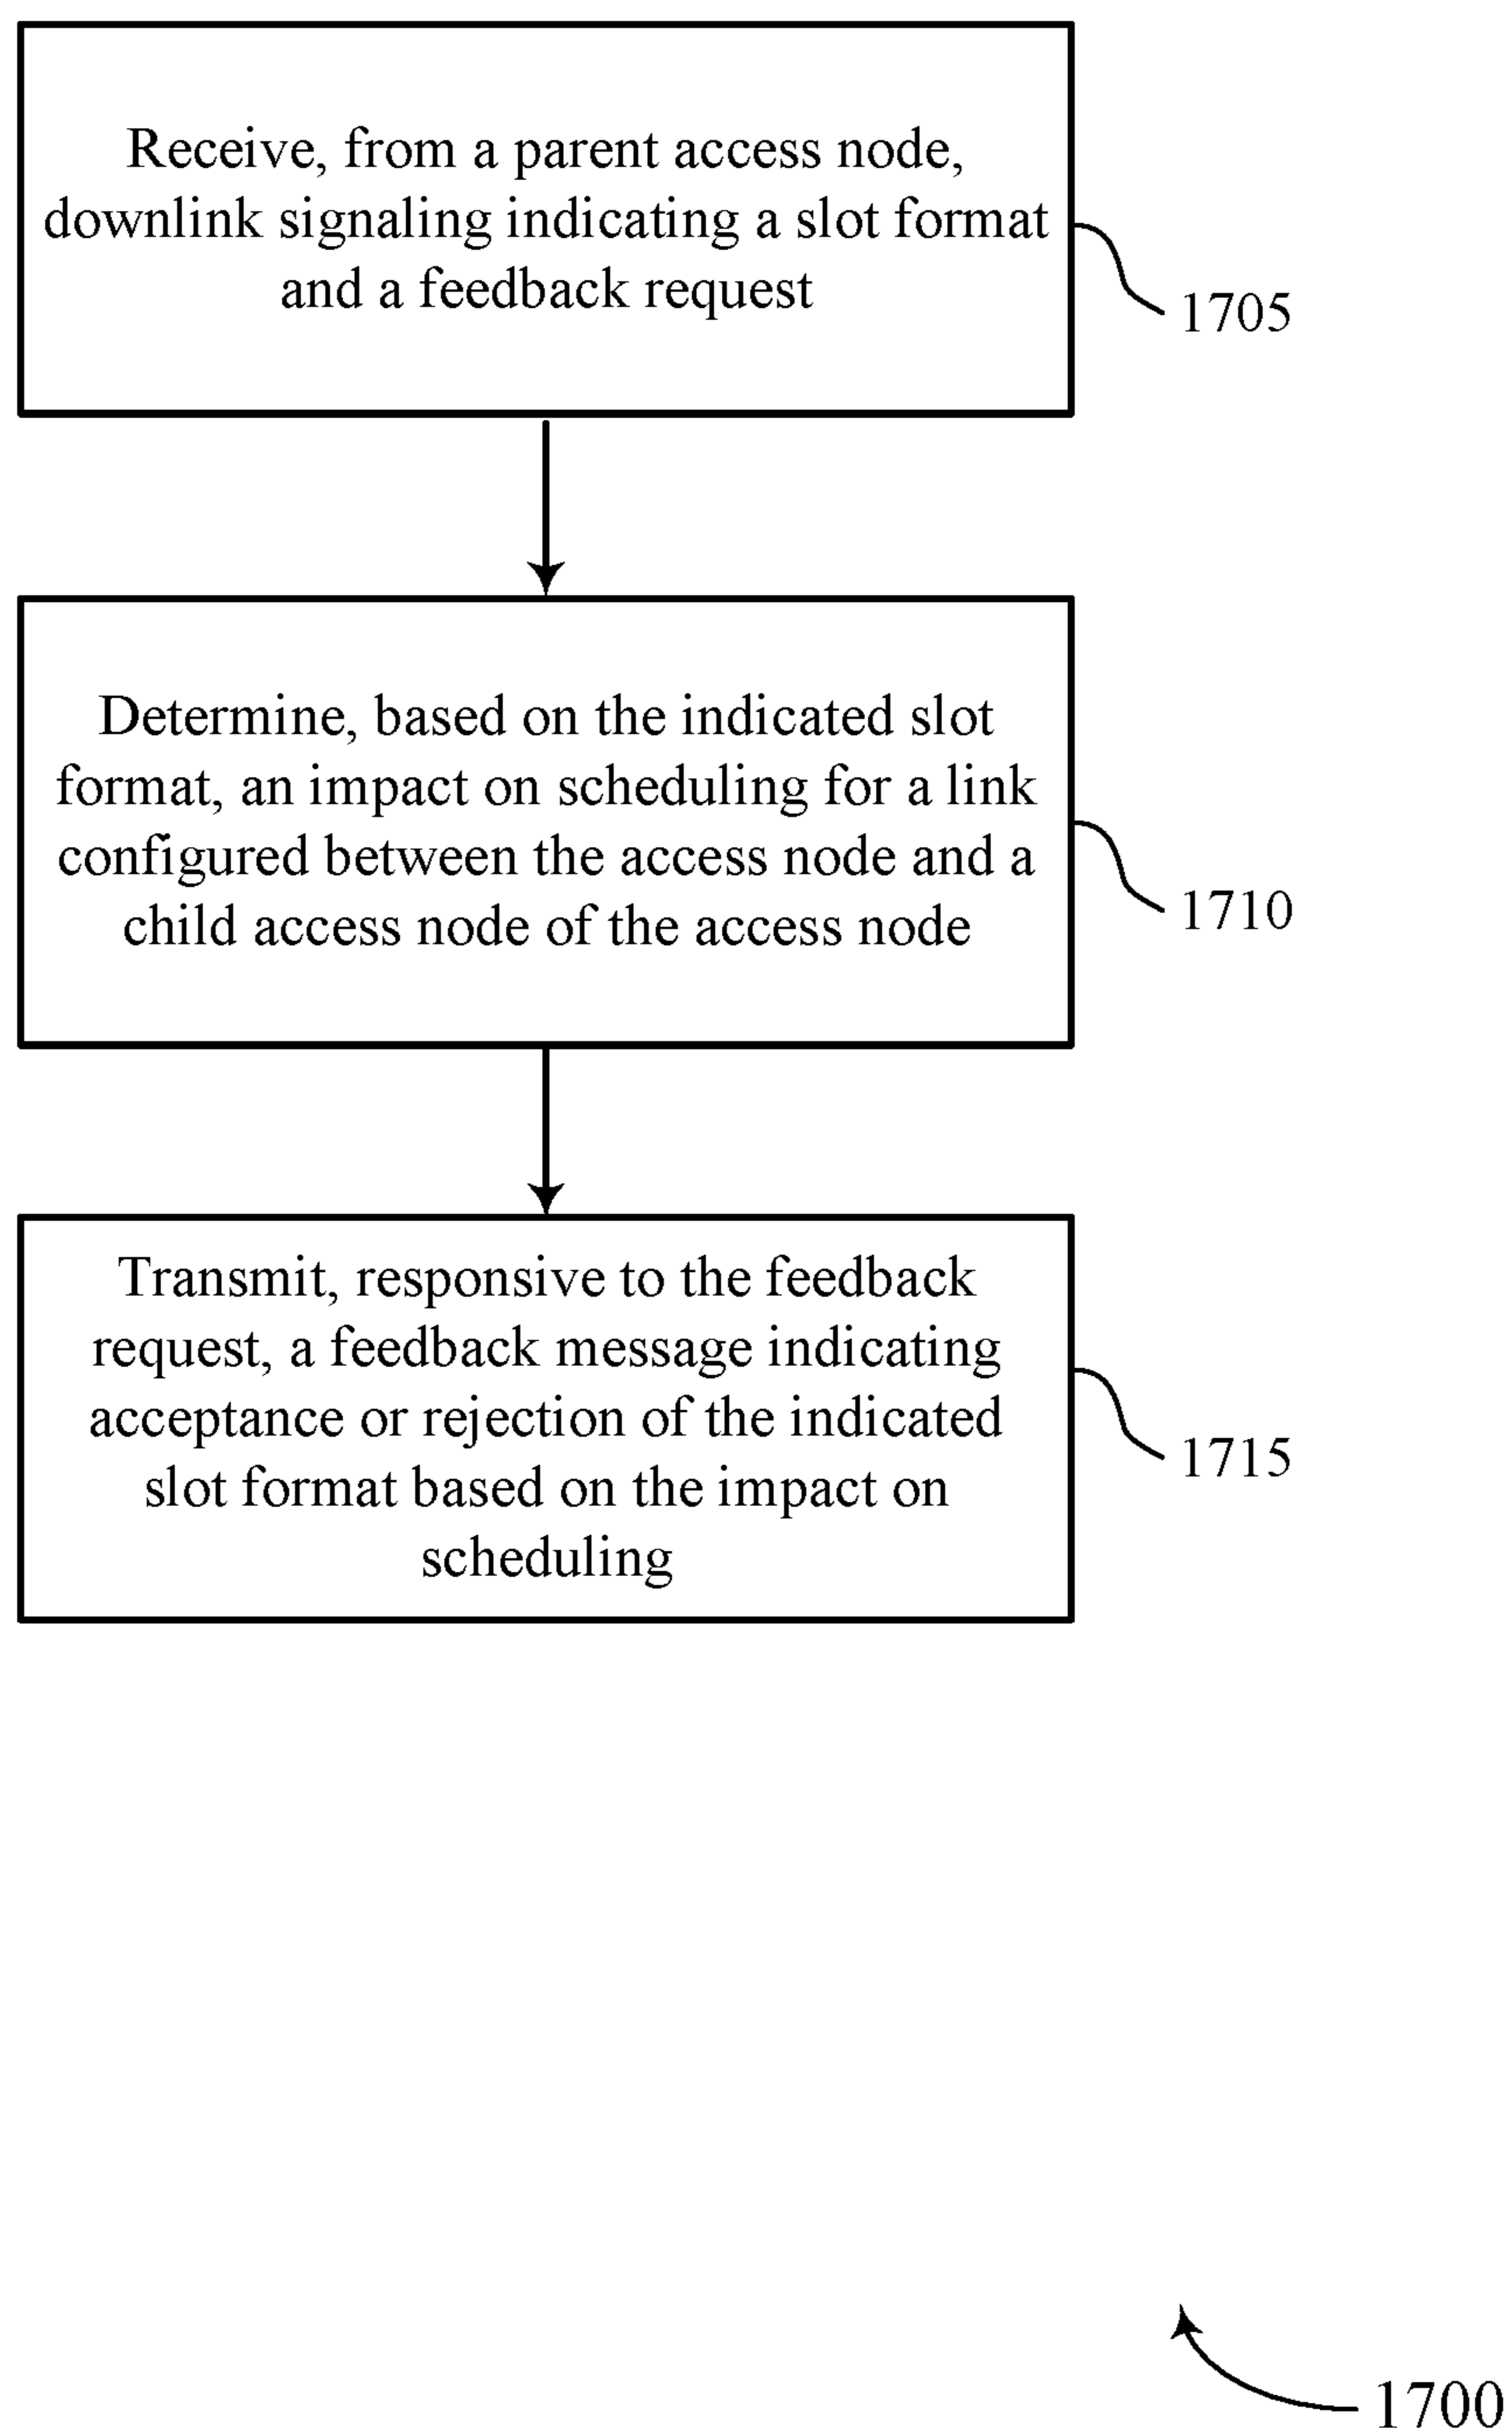 Receive, from a parent access node,
downlink signaling indicating a slot format
and a feedback request
1705
Determine, based on the indicated slot
format, an impact on scheduling for a link
configured between the access node and a
child access node of the access node
1710
Transmit, responsive to the feedback
request, a feedback message indicating
acceptance or rejection of the indicated
slot format based on the impact on
scheduling
1715
1700